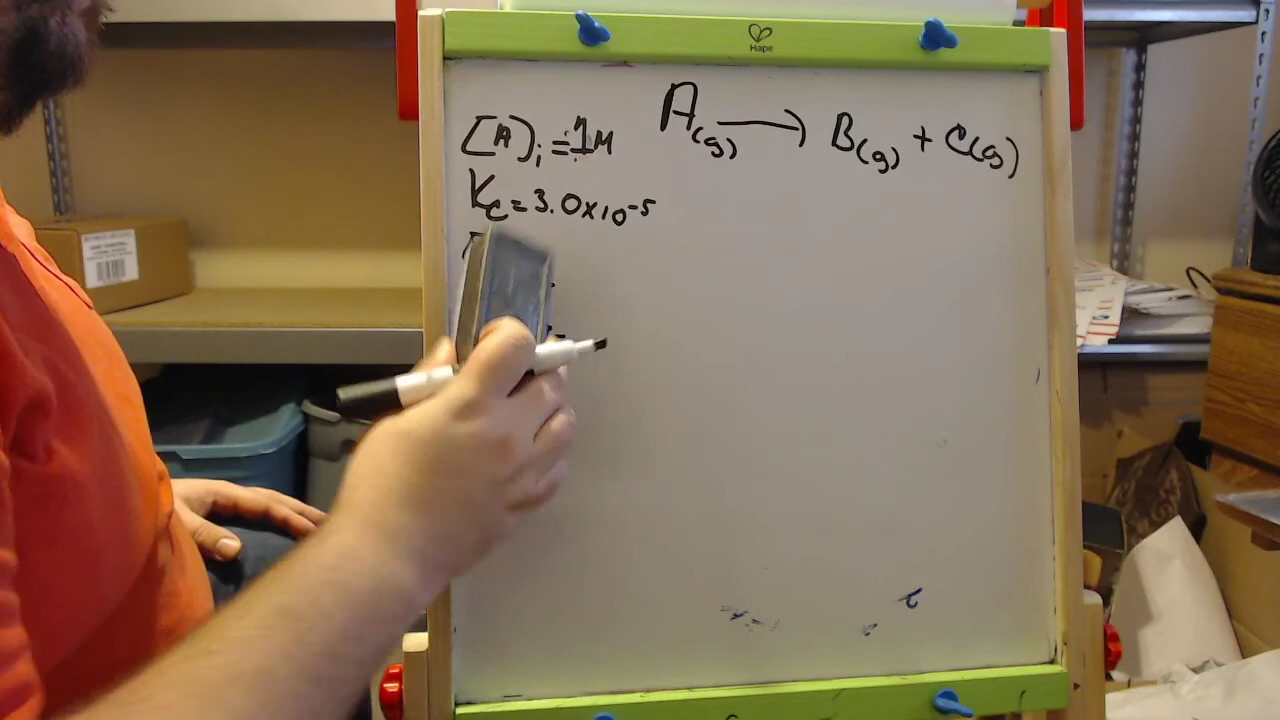 Hape
A(g) ⟶ B(g) + C(g)
[A]i = 1M
Kc = 3.0x10⁻⁵